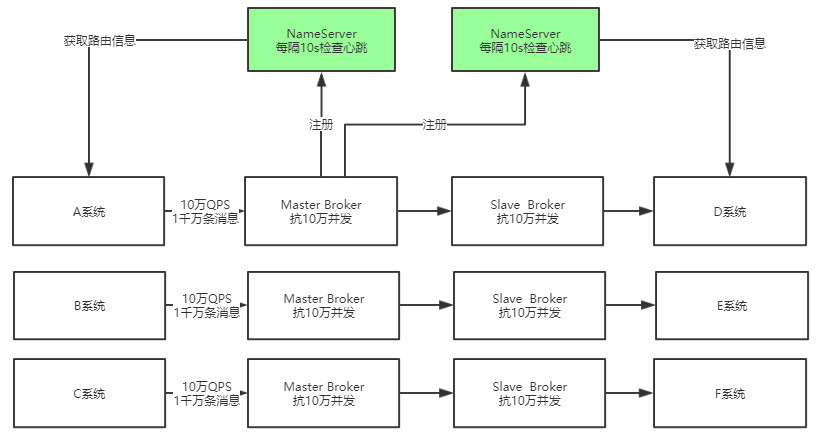 NameServer
每隔10s检查心跳
NameServer
每隔10s检查心跳
获取路由信息
获取路由信息
注册
注册
A系统
10万QPS
1千万条消息
Master Broker
抗10万并发
Slave  Broker
抗10万并发
D系统
B系统
10万QPS
1千万条消息
Master Broker
抗10万并发
Slave  Broker
抗10万并发
E系统
C系统
10万QPS
1千万条消息
Master Broker
抗10万并发
Slave  Broker
抗10万并发
F系统